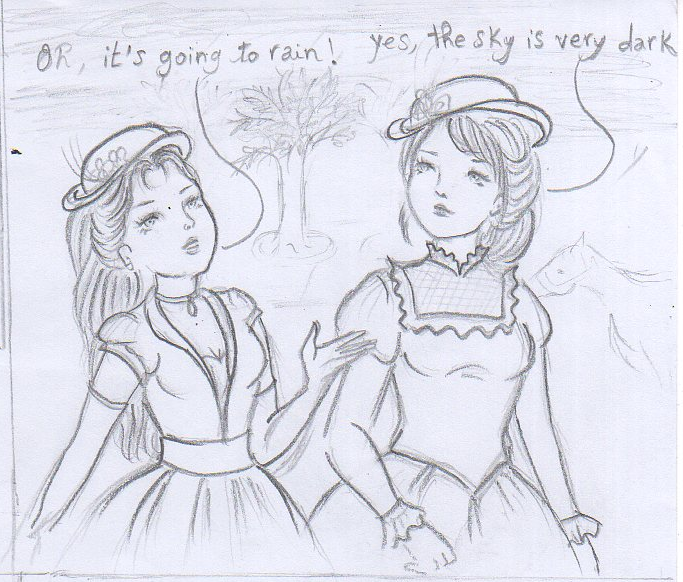 Oh, it's going to rain!
yes, the sky is very dark